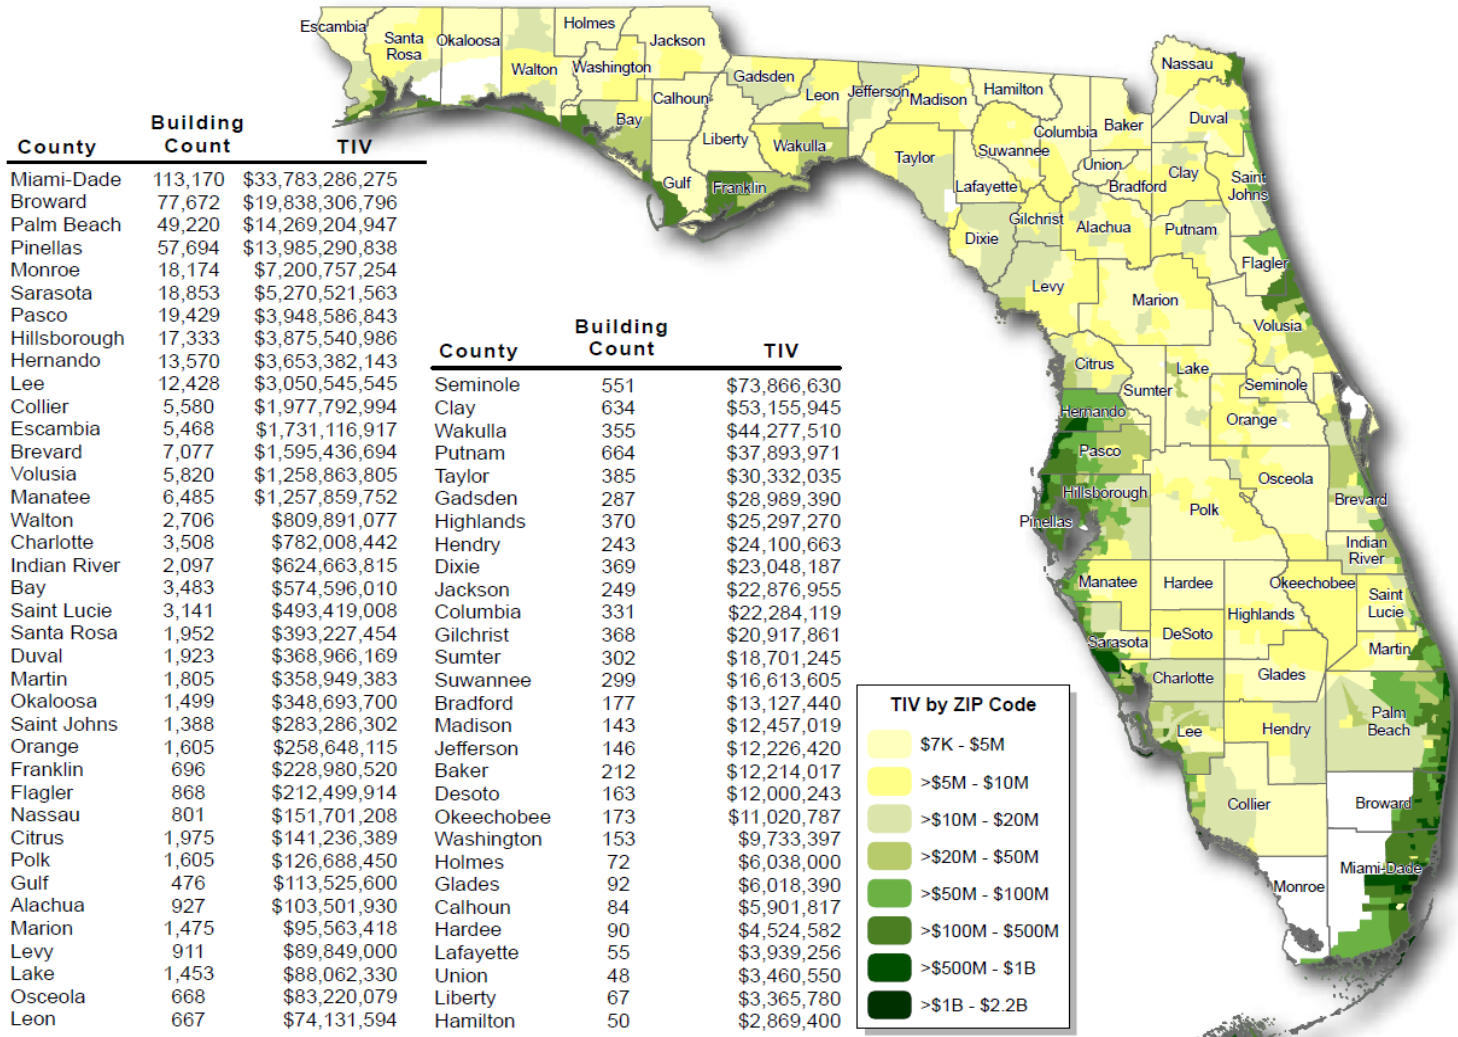 County Building Count TIV
Miami-Dade 113,170 $33,783,286,275
Broward 77,672 $19,838,306,796
Palm Beach 49,220 $14,269,204,947
Pinellas 57,694 $13,985,290,838
Monroe 18,174 $7,200,757,254
Sarasota 18,853 $5,270,521,563
Pasco 19,429 $3,948,586,843
Hillsborough 17,333 $3,875,540,986
Hernando 13,570 $3,653,382,143
Lee 12,428 $3,050,545,545
Collier 5,580 $1,977,792,994
Escambia 5,468 $1,731,116,917
Brevard 7,077 $1,595,436,694
Volusia 5,820 $1,258,863,805
Manatee 6,485 $1,257,859,752
Walton 2,706 $809,891,077
Charlotte 3,508 $782,008,442
Indian River 2,097 $624,663,815
Bay 3,483 $574,596,010
Saint Lucie 3,141 $493,419,008
Santa Rosa 1,952 $393,227,454
Duval 1,923 $368,966,169
Martin 1,805 $358,949,383
Okaloosa 1,499 $348,693,700
Saint Johns 1,388 $283,286,302
Orange 1,605 $258,648,115
Franklin 696 $228,980,520
Flagler 868 $212,499,914
Nassau 801 $151,701,208
Citrus 1,975 $141,236,389
Polk 1,605 $126,688,450
Gulf 476 $113,525,600
Alachua 927 $103,501,930
Marion 1,475 $95,563,418
Levy 911 $89,849,000
Lake 1,453 $88,062,330
Osceola 668 $83,220,079
Leon 667 $74,131,594
County Building Count TIV
Seminole 551 $73,866,630
Clay 634 $53,155,945
Wakulla 355 $44,277,510
Putnam 664 $37,893,971
Taylor 385 $30,332,035
Gadsden 287 $28,989,390
Highlands 370 $25,297,270
Hendry 243 $24,100,663
Dixie 369 $23,048,187
Jackson 249 $22,876,955
Columbia 331 $22,284,119
Gilchrist 368 $20,917,861
Sumter 302 $18,701,245
Suwannee 299 $16,613,605
Bradford 177 $13,127,440
Madison 143 $12,457,019
Jefferson 146 $12,226,420
Baker 212 $12,214,017
Desoto 163 $12,000,243
Okeechobee 173 $11,020,787
Washington 153 $9,733,397
Holmes 72 $6,038,000
Glades 92 $6,018,390
Calhoun 84 $5,901,817
Hardee 90 $4,524,582
Lafayette 55 $3,939,256
Union 48 $3,460,550
Liberty 67 $3,365,780
Hamilton 50 $2,869,400
TIV by ZIP Code
$7K - $5M
>$5M - $10M
>$10M - $20M
>$20M - $50M
>$50M - $100M
>$100M - $500M
>$500M - $1B
>$1B - $2.2B
Escambia
Santa
Rosa
Okaloosa
Holmes
Jackson
Walton
Washington
Bay
Calhoun
Gadsden
Liberty
Gulf
Franklin
Leon
Wakulla
Jefferson
Madison
Taylor
Hamilton
Suwannee
Lafayette
Columbia
Baker
Nassau
Duval
Union
Bradford
Clay
Saint
Johns
Gilchrist
Dixie
Alachua
Putnam
Levy
Marion
Flagler
Volusia
Citrus
Sumter
Lake
Seminole
Hernando
Orange
Pasco
Osceola
Hillsborough
Pinellas
Polk
Brevard
Indian
River
Manatee
Hardee
Highlands
Okeechobee
Saint
Lucie
Sarasota
DeSoto
Martin
Charlotte
Glades
Lee
Hendry
Palm
Beach
Collier
Broward
Monroe
Miami-Dade